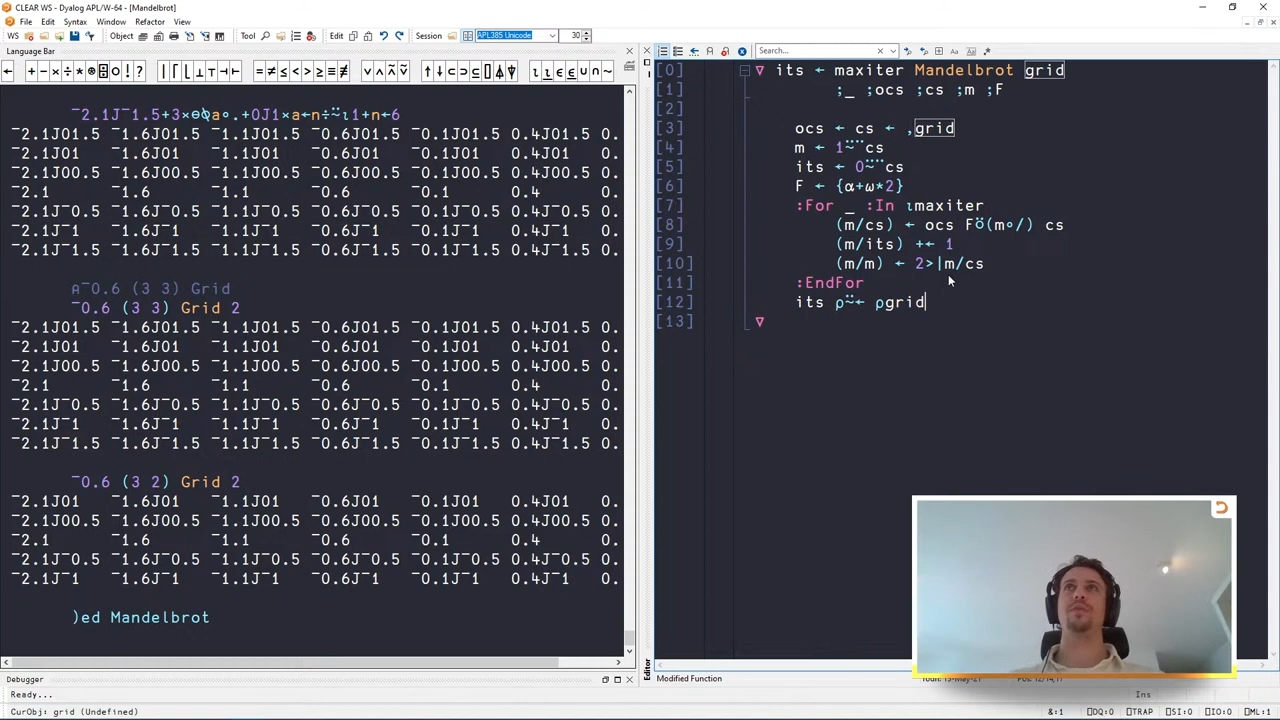 CLEAR WS - Dyalog APL/W-64 - [Mandelbrot]
File Edit Syntax Window Refactor View
WS Object Tool Edit Session APL385 Unicode 30 Search...
Language Bar
← + - × ÷ * ⍟ ⌹ ○ ! ? | ⌈ ⌊ ⊥ ⊤ ⊣ ⊢ = ≠ ≤ < > ≥ ≡ ≢ ∨ ∧ ⍱ ⍲ ↑ ↓ ⊂ ⊃ ⊆ ⌷ ⍋ ⍒
¯2.1J¯1.5+3×⊖⍉a∘.+0J1×a←n÷⍨⍳1+n←6
¯2.1J01.5 ¯1.6J01.5 ¯1.1J01.5 ¯0.6J01.5 ¯0.1J01.5 0.4J01.5 0.
¯2.1J01 ¯1.6J01 ¯1.1J01 ¯0.6J01 ¯0.1J01 0.4J01 0.
¯2.1J00.5 ¯1.6J00.5 ¯1.1J00.5 ¯0.6J00.5 ¯0.1J00.5 0.4J00.5 0.
¯2.1 ¯1.6 ¯1.1 ¯0.6 ¯0.1 0.4 0.
¯2.1J¯0.5 ¯1.6J¯0.5 ¯1.1J¯0.5 ¯0.6J¯0.5 ¯0.1J¯0.5 0.4J¯0.5 0.
¯2.1J¯1 ¯1.6J¯1 ¯1.1J¯1 ¯0.6J¯1 ¯0.1J¯1 0.4J¯1 0.
¯2.1J¯1.5 ¯1.6J¯1.5 ¯1.1J¯1.5 ¯0.6J¯1.5 ¯0.1J¯1.5 0.4J¯1.5 0.
⍝¯0.6 (3 3) Grid
¯0.6 (3 3) Grid 2
¯2.1J01.5 ¯1.6J01.5 ¯1.1J01.5 ¯0.6J01.5 ¯0.1J01.5 0.4J01.5 0.
¯2.1J01 ¯1.6J01 ¯1.1J01 ¯0.6J01 ¯0.1J01 0.4J01 0.
¯2.1J00.5 ¯1.6J00.5 ¯1.1J00.5 ¯0.6J00.5 ¯0.1J00.5 0.4J00.5 0.
¯2.1 ¯1.6 ¯1.1 ¯0.6 ¯0.1 0.4 0.
¯2.1J¯0.5 ¯1.6J¯0.5 ¯1.1J¯0.5 ¯0.6J¯0.5 ¯0.1J¯0.5 0.4J¯0.5 0.
¯2.1J¯1 ¯1.6J¯1 ¯1.1J¯1 ¯0.6J¯1 ¯0.1J¯1 0.4J¯1 0.
¯2.1J¯1.5 ¯1.6J¯1.5 ¯1.1J¯1.5 ¯0.6J¯1.5 ¯0.1J¯1.5 0.4J¯1.5 0.
¯0.6 (3 2) Grid 2
¯2.1J01 ¯1.6J01 ¯1.1J01 ¯0.6J01 ¯0.1J01 0.4J01 0.
¯2.1J00.5 ¯1.6J00.5 ¯1.1J00.5 ¯0.6J00.5 ¯0.1J00.5 0.4J00.5 0.
¯2.1 ¯1.6 ¯1.1 ¯0.6 ¯0.1 0.4 0.
¯2.1J¯0.5 ¯1.6J¯0.5 ¯1.1J¯0.5 ¯0.6J¯0.5 ¯0.1J¯0.5 0.4J¯0.5 0.
¯2.1J¯1 ¯1.6J¯1 ¯1.1J¯1 ¯0.6J¯1 ¯0.1J¯1 0.4J¯1 0.
)ed Mandelbrot
[0] ∇ its ← maxiter Mandelbrot grid
[1] ;_ ;ocs ;cs ;m ;F
[2]
[3] ocs ← cs ← ,grid
[4] m ← 1⍨¨cs
[5] its ← 0⍨¨cs
[6] F ← {⍺+⍵*2}
[7] :For _ :In ⍳maxiter
[8] (m/cs) ← ocs F⍥(m∘/) cs
[9] (m/its) +← 1
[10] (m/m) ← 2>|m/cs
[11] :EndFor
[12] its ⍴⍨← ⍴grid
[13] ∇
Editor
Modified Function
Debugger
Ready...
Ins
CurObj: grid (Undefined)
&:1 ⎕DQ:0 ⎕TRAP ⎕SI:0 ⎕IO:0 ⎕ML:1